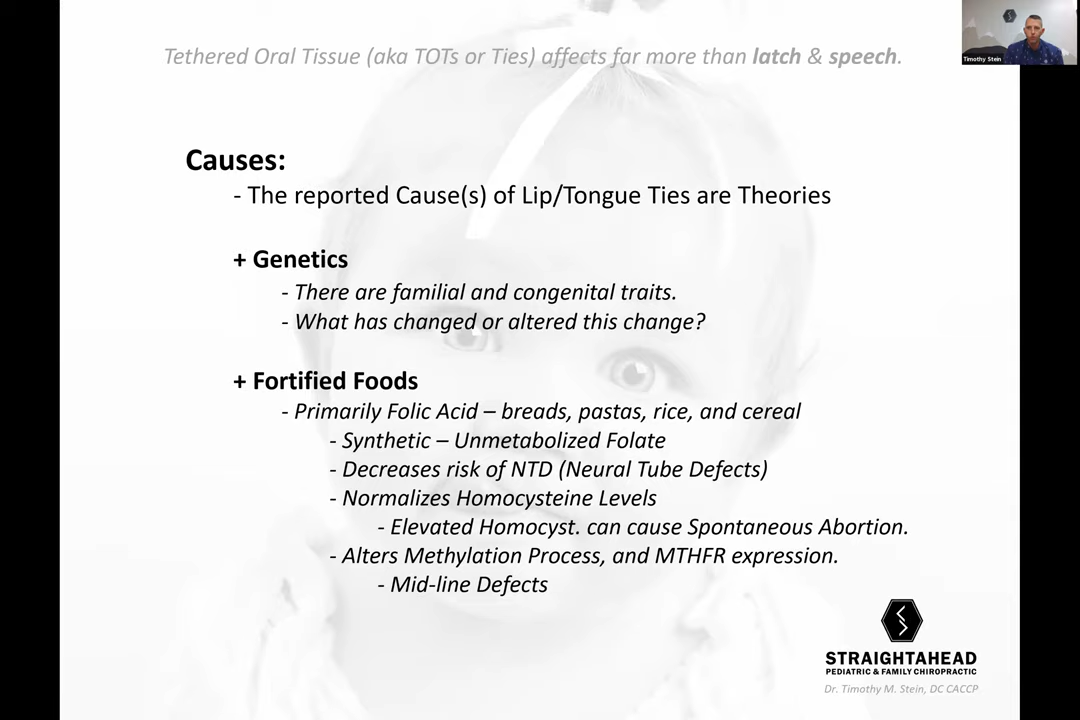 Tethered Oral Tissue (aka TOTs or Ties) affects far more than latch & speech.
Timothy Stein
Causes:
- The reported Cause(s) of Lip/Tongue Ties are Theories
+ Genetics
- There are familial and congenital traits.
- What has changed or altered this change?
+ Fortified Foods
- Primarily Folic Acid – breads, pastas, rice, and cereal
- Synthetic – Unmetabolized Folate
- Decreases risk of NTD (Neural Tube Defects)
- Normalizes Homocysteine Levels
- Elevated Homocyst. can cause Spontaneous Abortion.
- Alters Methylation Process, and MTHFR expression.
- Mid-line Defects
STRAIGHTAHEAD
PEDIATRIC & FAMILY CHIROPRACTIC
Dr. Timothy M. Stein, DC CACCP